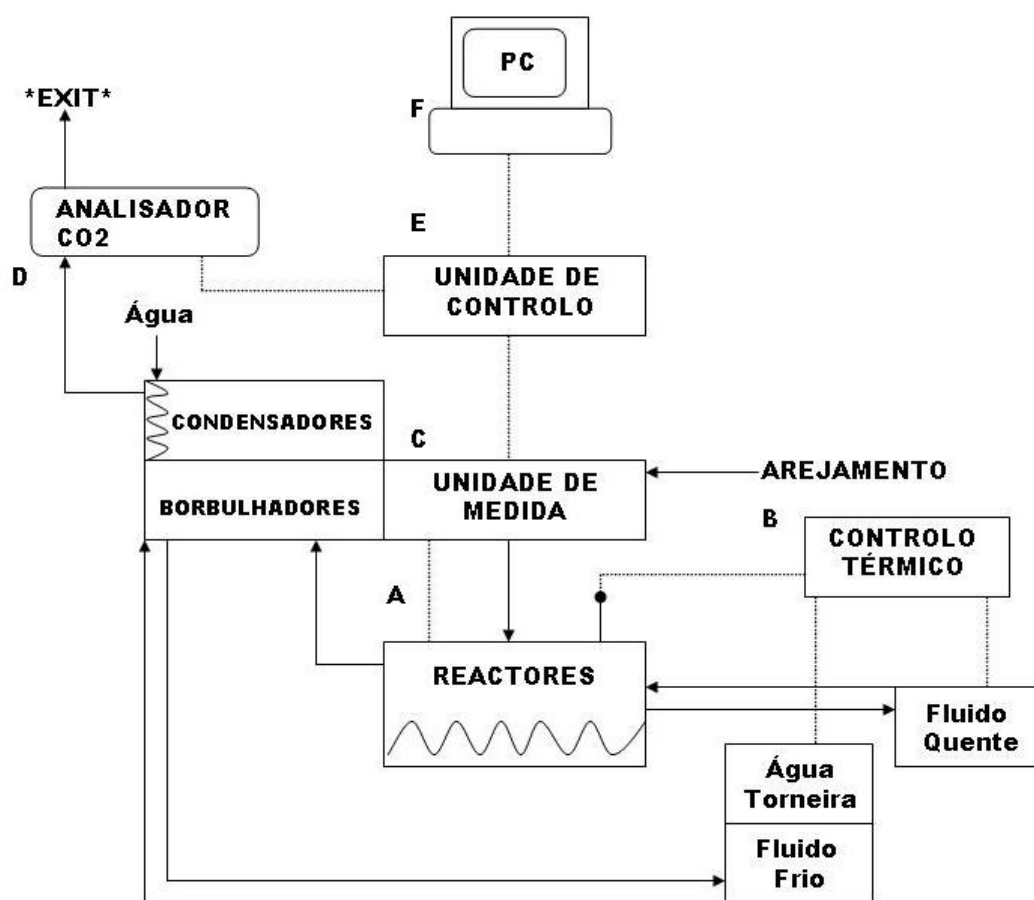 PC
*EXIT*
F
ANALISADOR
CO2
E
D
UNIDADE DE
CONTROLO
Água
CONDENSADORES
C
AREJAMENTO
BORBULHADORES
UNIDADE DE
MEDIDA
B
CONTROLO
TÉRMICO
A
REACTORES
Fluido
Quente
Água
Torneira
Fluido
Frio